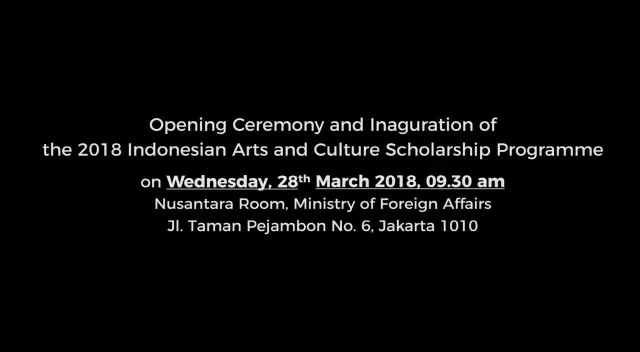 Opening Ceremony and Inaguration of
the 2018 Indonesian Arts and Culture Scholarship Programme
on Wednesday, 28th March 2018, 09.30 am
Nusantara Room, Ministry of Foreign Affairs
Jl. Taman Pejambon No. 6, Jakarta 1010